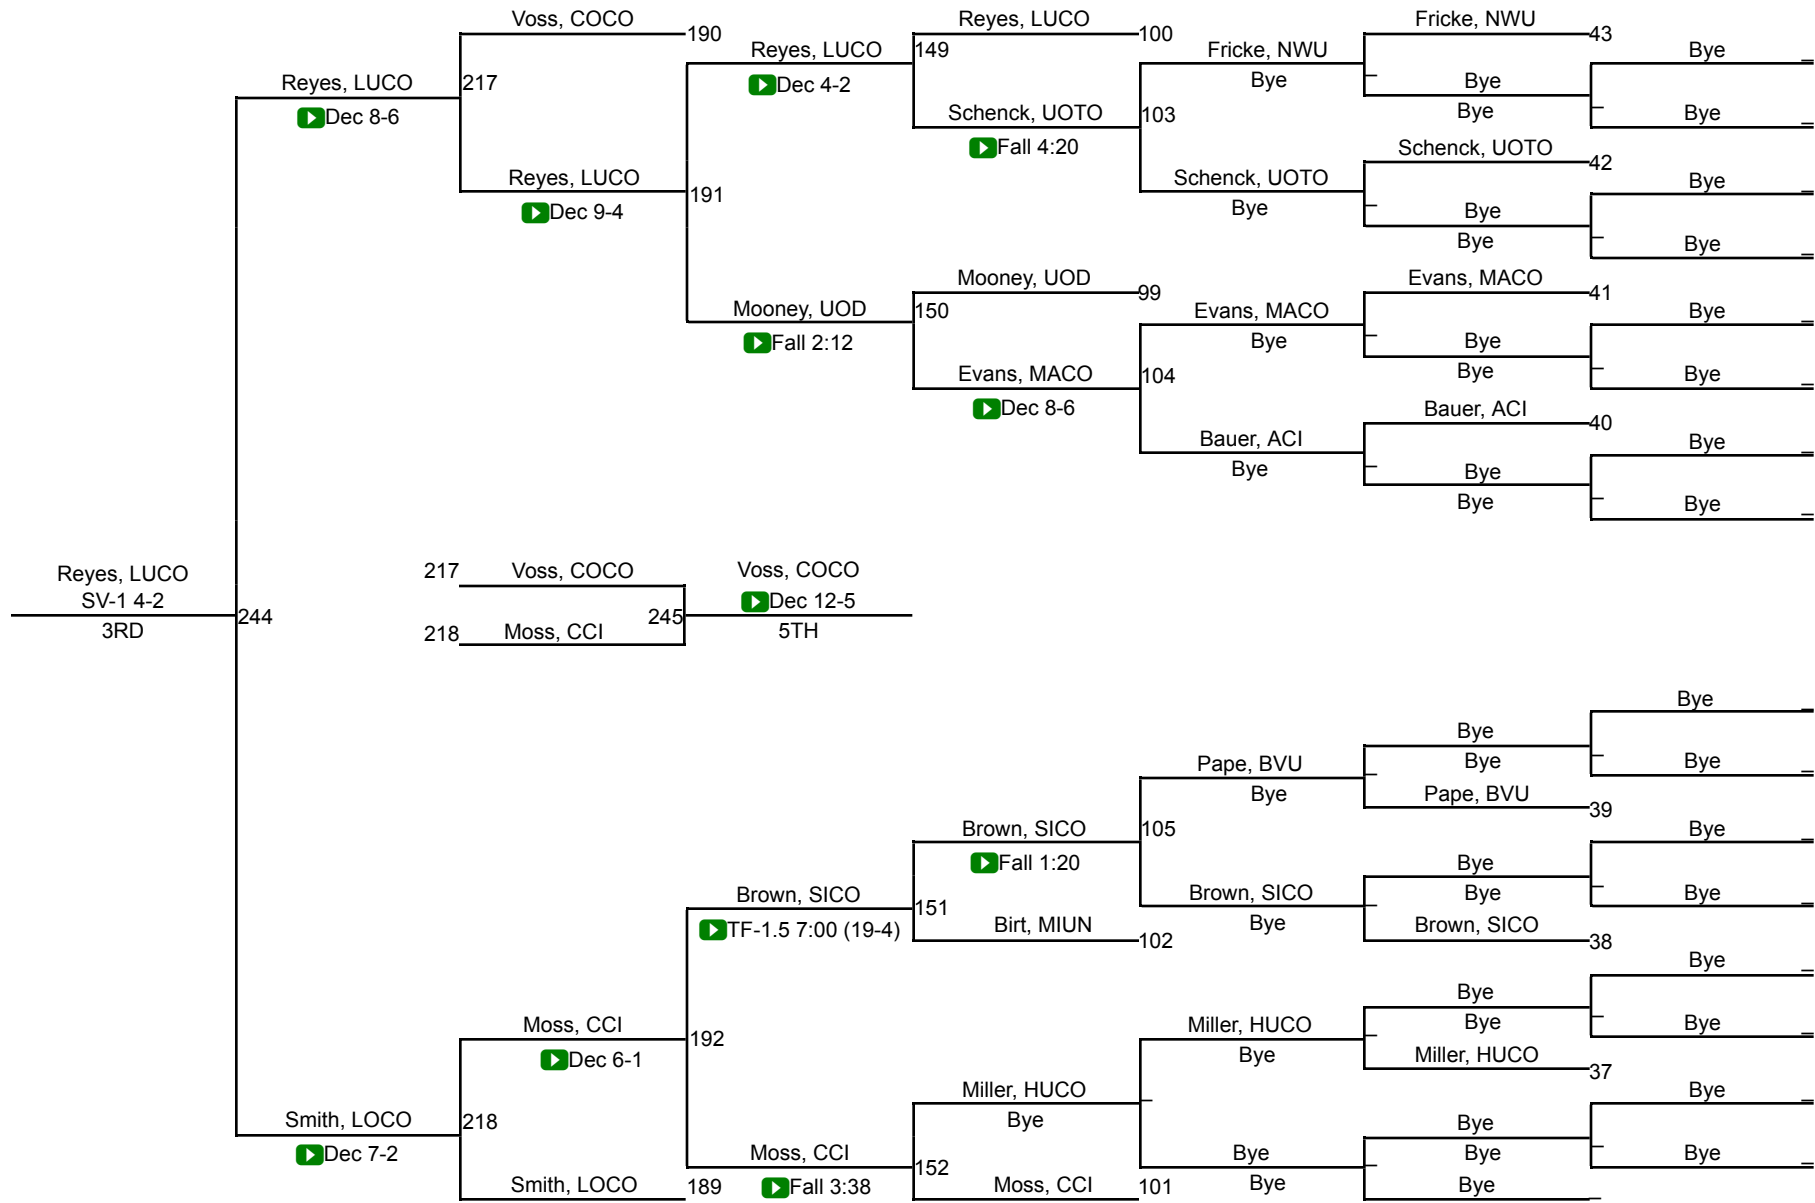 Voss, COCO
Reyes, LUCO
Fricke, NWU
190
100
43
Reyes, LUCO
149
Fricke, NWU
Bye
Reyes, LUCO
217
Dec 4-2
Bye
Bye
Dec 8-6
Schenck, UOTO
103
Bye
Bye
Fall 4:20
Schenck, UOTO
42
Reyes, LUCO
191
Schenck, UOTO
Bye
Dec 9-4
Bye
Bye
Bye
Bye
Mooney, UOD
99
Evans, MACO
41
Mooney, UOD
150
Evans, MACO
Bye
Fall 2:12
Bye
Bye
Evans, MACO
104
Bye
Bye
Dec 8-6
Bauer, ACI
40
Bauer, ACI
Bye
Bye
Bye
Bye
Bye
Reyes, LUCO
217
Voss, COCO
Voss, COCO
SV-1 4-2
Dec 12-5
244
245
3RD
218
Moss, CCI
5TH
Bye
Bye
Pape, BVU
Bye
Bye
Bye
Pape, BVU
39
Brown, SICO
105
Bye
Fall 1:20
Bye
Brown, SICO
151
Brown, SICO
Bye
Bye
TF-1.5 7:00 (19-4)
Birt, MIUN
102
Bye
Brown, SICO
38
Bye
Bye
Moss, CCI
192
Miller, HUCO
Bye
Bye
Dec 6-1
Bye
Miller, HUCO
37
Miller, HUCO
Bye
Smith, LOCO
218
Bye
Bye
Dec 7-2
Moss, CCI
152
Bye
Bye
Bye
Smith, LOCO
189
Fall 3:38
Moss, CCI
101
Bye
Bye